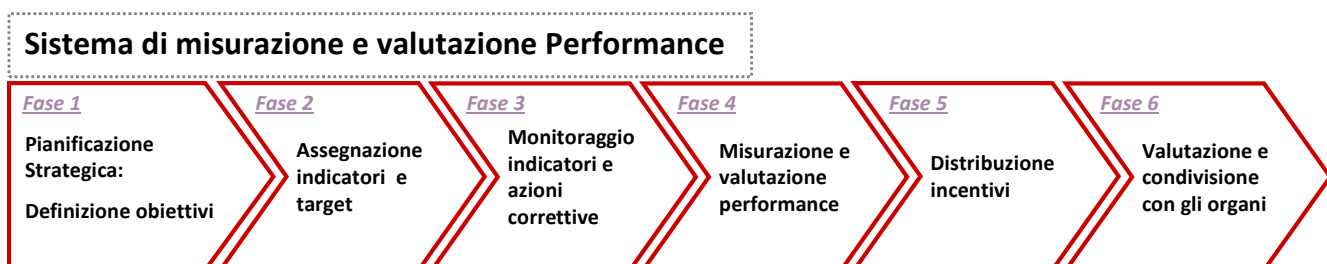 Sistema di misurazione e valutazione Performance
Fase 1
Pianificazione
Strategica:
Definizione obiettivi
Fase 2
Assegnazione
indicatori e
target
Fase 3
Monitoraggio
indicatori e
azioni
correttive
Fase 4
Misurazione e
valutazione
performance
Fase 5
Distribuzione
incentivi
Fase 6
Valutazione e
condivisione
con gli organi